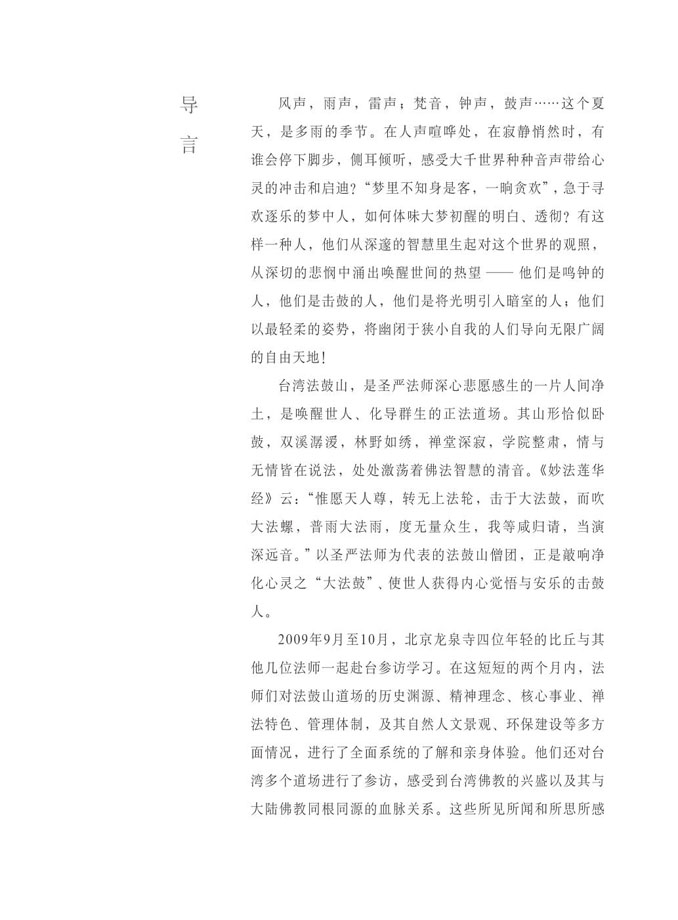 导
言
风声，雨声，雷声；梵音，钟声，鼓声……这个夏
天，是多雨的季节。在人声喧哗处，在寂静悄然时，有
谁会停下脚步，侧耳倾听，感受大千世界种种音声带给心
灵的冲击和启迪？“梦里不知身是客，一晌贪欢”，急于寻
欢逐乐的梦中人，如何体味大梦初醒的明白、透彻？有这
样一种人，他们从深邃的智慧里生起对这个世界的观照，
从深切的悲悯中涌出唤醒世间的热望——他们是鸣钟的
人，他们是击鼓的人，他们是将光明引入暗室的人；他们
以最轻柔的姿势，将幽闭于狭小自我的人们导向无限广阔
的自由天地！
台湾法鼓山，是圣严法师深心悲愿感生的一片人间净
土，是唤醒世人、化导群生的正法道场。其山形恰似卧
鼓，双溪潺湲，林野如绣，禅堂深寂，学院整肃，情与
无情皆在说法，处处激荡着佛法智慧的清音。《妙法莲华
经》云：“惟愿天人尊，转无上法轮，击于大法鼓，而吹
大法螺，普雨大法雨，度无量众生，我等咸归请，当演
深远音。”以圣严法师为代表的法鼓山僧团，正是敲响净
化心灵之“大法鼓”、使世人获得内心觉悟与安乐的击鼓
人。
2009年9月至10月，北京龙泉寺四位年轻的比丘与其
他几位法师一起赴台参访学习。在这短短的两个月内，法
师们对法鼓山道场的历史渊源、精神理念、核心事业、禅
法特色、管理体制，及其自然人文景观、环保建设等多方
面情况，进行了全面系统的了解和亲身体验。他们还对台
湾多个道场进行了参访，感受到台湾佛教的兴盛以及其与
大陆佛教同根同源的血脉关系。这些所见所闻和所思所感